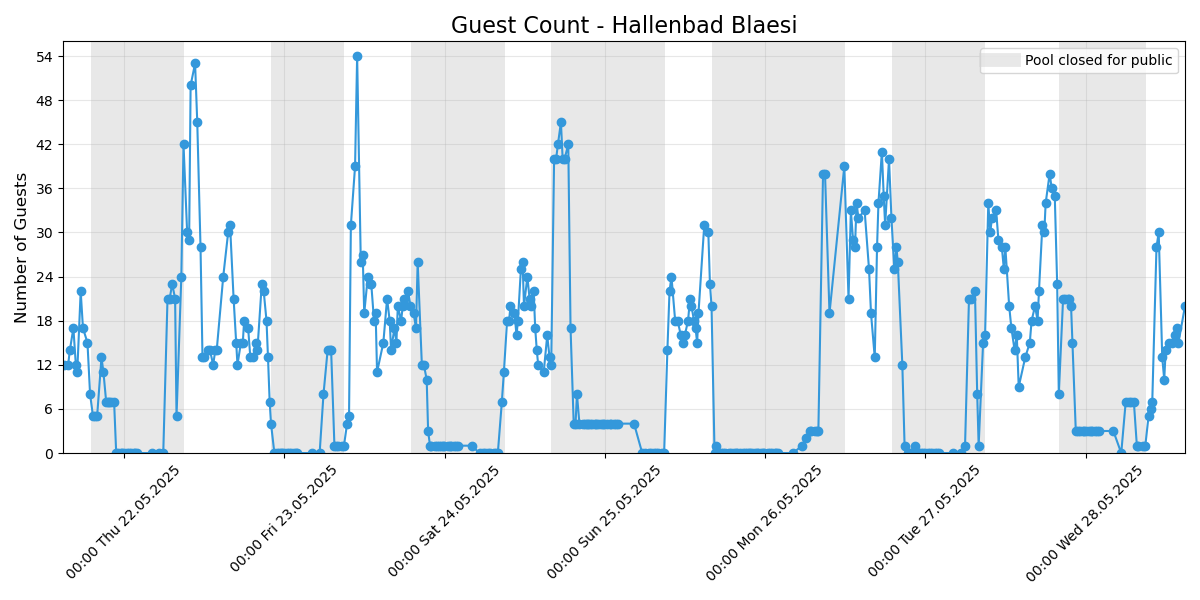 Guest Count - Hallenbad Blaesi
Pool closed for public
Number of Guests
54
48
42
36
30
24
18
12
6
0
00:00 Thu 22.05.2025
00:00 Fri 23.05.2025
00:00 Sat 24.05.2025
00:00 Sun 25.05.2025
00:00 Mon 26.05.2025
00:00 Tue 27.05.2025
00:00 Wed 28.05.2025